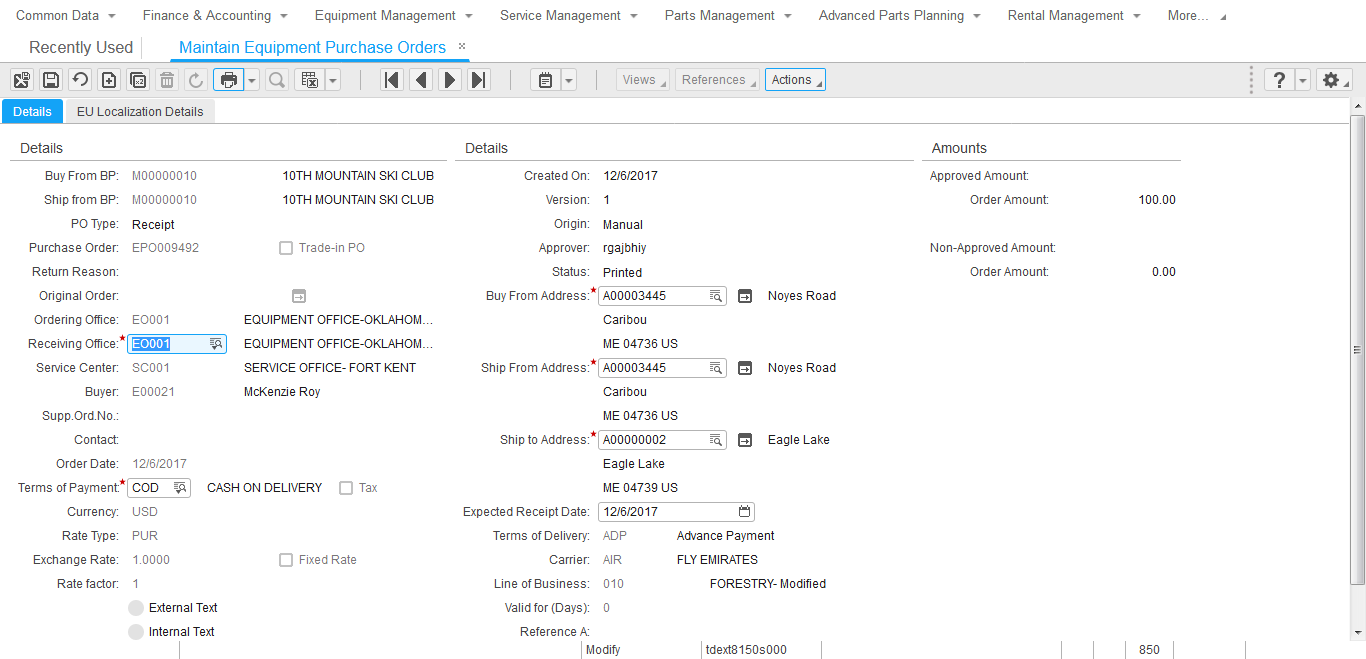 Common Data Finance & Accounting Equipment Management Service Management Parts Management Advanced Parts Planning Rental Management More...
Recently Used Maintain Equipment Purchase Orders ×
Views References Actions ?
Details EU Localization Details
Details
Buy From BP: M00000010 10TH MOUNTAIN SKI CLUB
Ship from BP: M00000010 10TH MOUNTAIN SKI CLUB
PO Type: Receipt
Purchase Order: EPO009492 Trade-in PO
Return Reason:
Original Order:
Ordering Office: EO001 EQUIPMENT OFFICE-OKLAHOM...
Receiving Office:* EO001 EQUIPMENT OFFICE-OKLAHOM...
Service Center: SC001 SERVICE OFFICE- FORT KENT
Buyer: E00021 McKenzie Roy
Supp.Ord.No.:
Contact:
Order Date: 12/6/2017
Terms of Payment:* COD CASH ON DELIVERY Tax
Currency: USD
Rate Type: PUR
Exchange Rate: 1.0000 Fixed Rate
Rate factor: 1
External Text
Internal Text
Details
Created On: 12/6/2017
Version: 1
Origin: Manual
Approver: rgajbhiy
Status: Printed
Buy From Address:* A00003445 Noyes Road
Caribou
ME 04736 US
Ship From Address:* A00003445 Noyes Road
Caribou
ME 04736 US
Ship to Address:* A00000002 Eagle Lake
Eagle Lake
ME 04739 US
Expected Receipt Date: 12/6/2017
Terms of Delivery: ADP Advance Payment
Carrier: AIR FLY EMIRATES
Line of Business: 010 FORESTRY- Modified
Valid for (Days): 0
Reference A:
Amounts
Approved Amount:
Order Amount: 100.00
Non-Approved Amount:
Order Amount: 0.00
Modify tdext8150s000 850